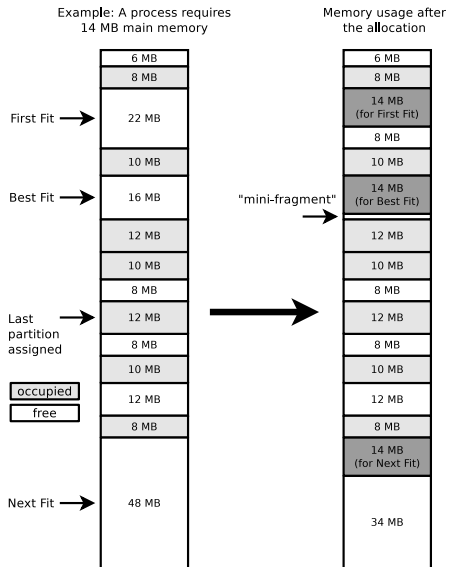 Example: A process requires
14 MB main memory
6 MB
8 MB
First Fit
22 MB
10 MB
Best Fit
16 MB
12 MB
10 MB
8 MB
Last
partition
assigned
12 MB
8 MB
occupied
10 MB
free
12 MB
8 MB
Next Fit
48 MB
Memory usage after
the allocation
6 MB
8 MB
14 MB
(for First Fit)
8 MB
10 MB
14 MB
(for Best Fit)
"mini-fragment"
12 MB
10 MB
8 MB
12 MB
8 MB
10 MB
12 MB
8 MB
14 MB
(for Next Fit)
34 MB